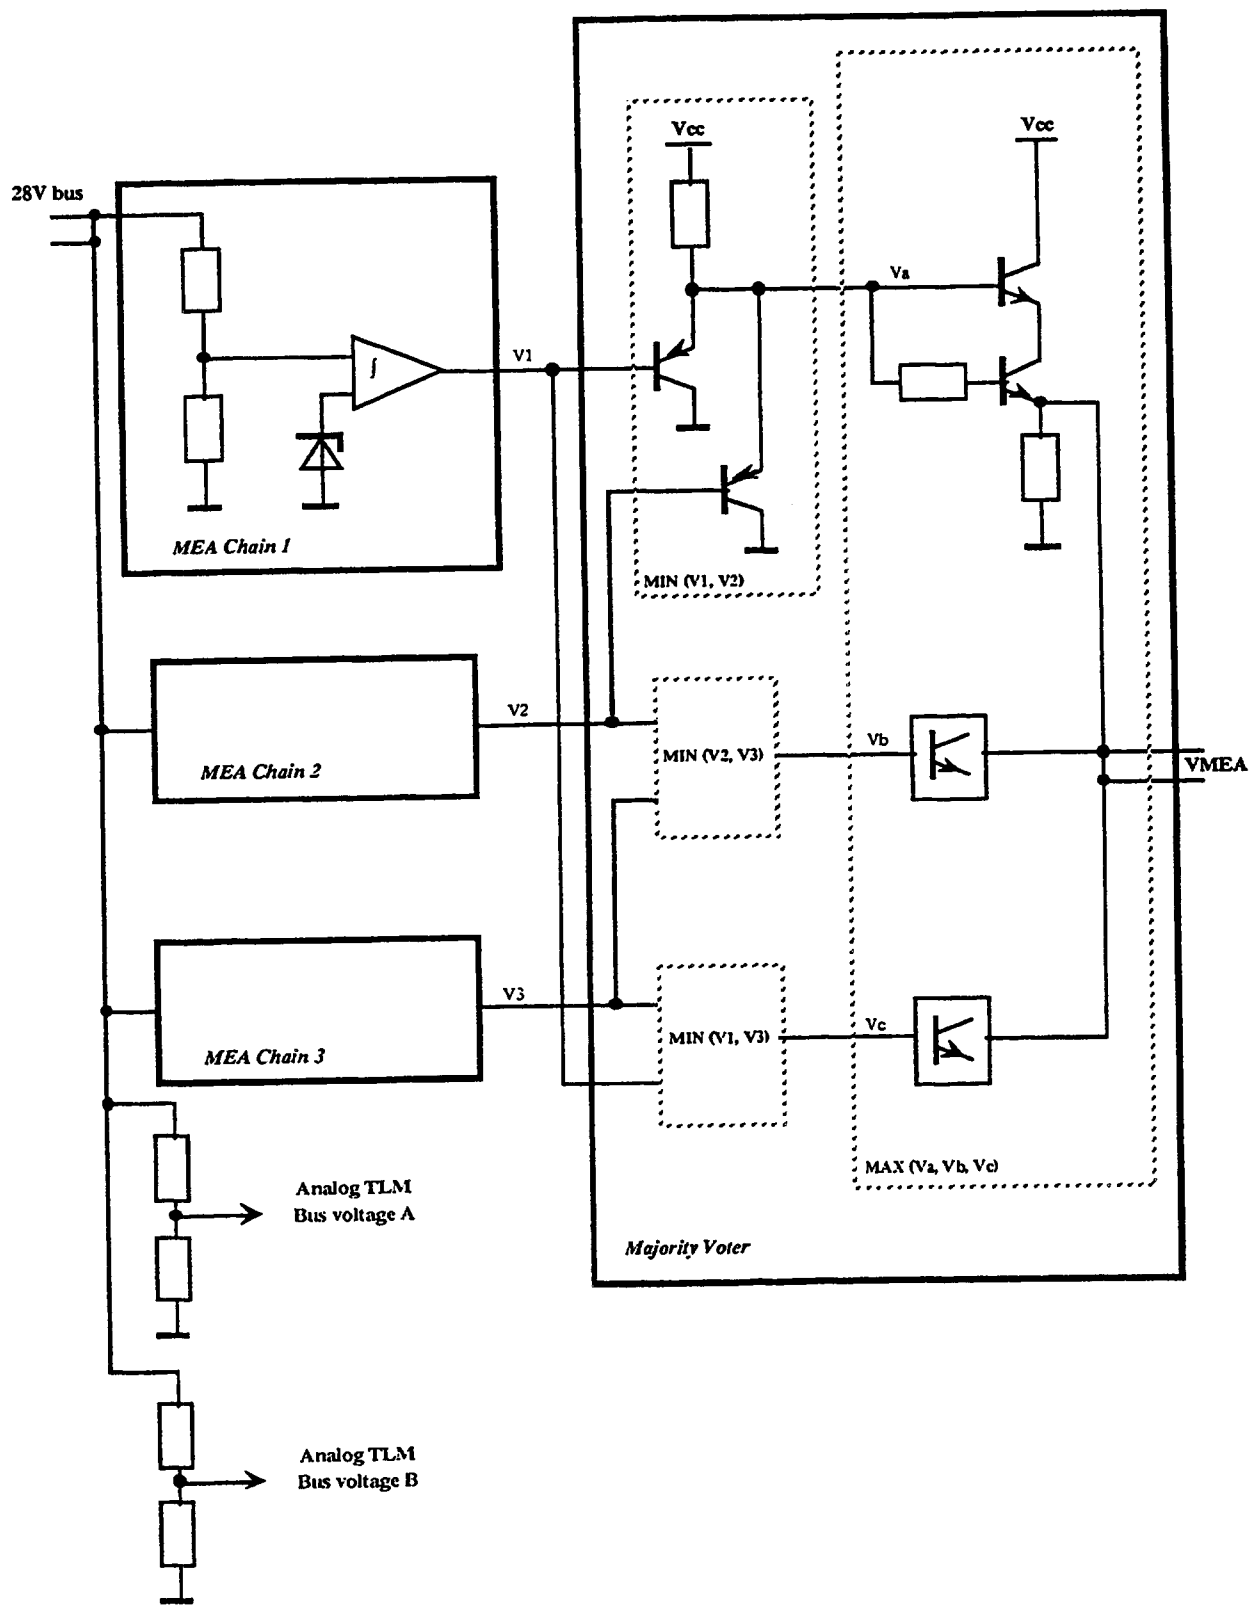 28V bus
Vcc
Vcc
Va
V1
∫
MEA Chain 1
MIN (V1, V2)
V2
MEA Chain 2
MIN (V2, V3)
Vb
VMEA
V3
MEA Chain 3
MIN (V1, V3)
Vc
MAX (Va, Vb, Vc)
Analog TLM
Bus voltage A
Majority Voter
Analog TLM
Bus voltage B